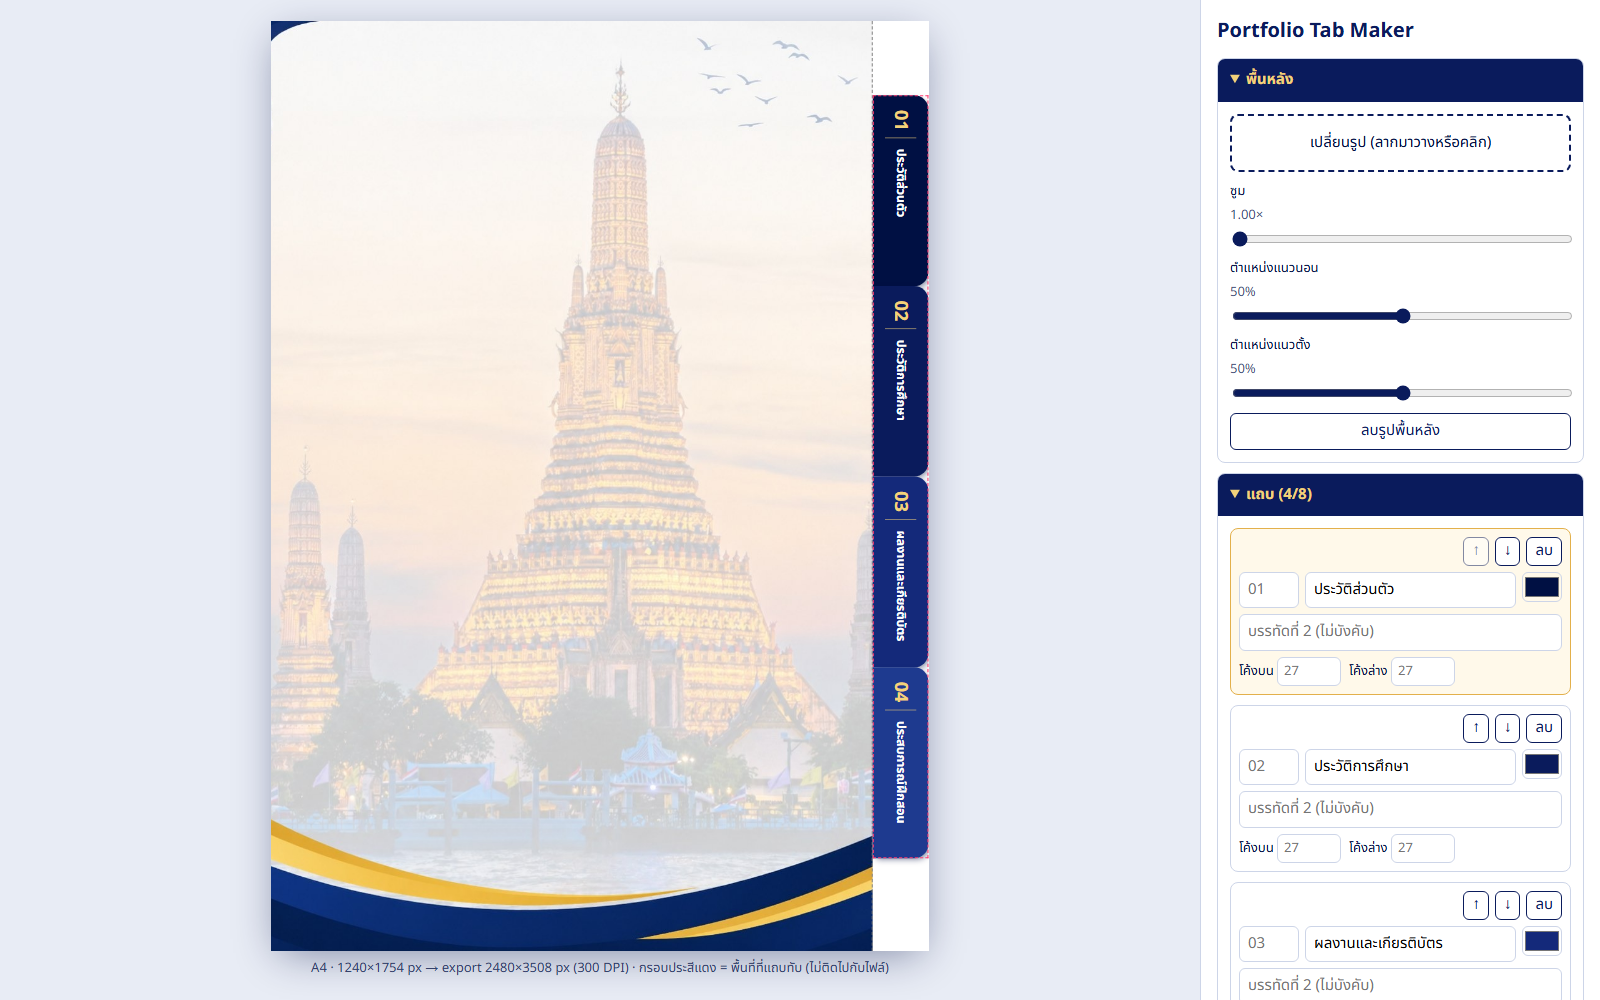 01
ประวัติส่วนตัว
02
ประวัติการศึกษา
03
ผลงานและเกียรติบัตร
04
ประสบการณ์ฝึกสอน
A4 · 1240×1754 px → export 2480×3508 px (300 DPI) · กรอบประสีแดง = พื้นที่ที่แถบทับ (ไม่ติดไปกับไฟล์)
Portfolio Tab Maker
▼ พื้นหลัง
เปลี่ยนรูป (ลากมาวางหรือคลิก)
ซูม
1.00×
ตำแหน่งแนวนอน
50%
ตำแหน่งแนวตั้ง
50%
ลบรูปพื้นหลัง
▼ แถบ (4/8)
↑ ↓ ลบ
01 ประวัติส่วนตัว
บรรทัดที่ 2 (ไม่บังคับ)
โค้งบน 27 โค้งล่าง 27
↑ ↓ ลบ
02 ประวัติการศึกษา
บรรทัดที่ 2 (ไม่บังคับ)
โค้งบน 27 โค้งล่าง 27
↑ ↓ ลบ
03 ผลงานและเกียรติบัตร
บรรทัดที่ 2 (ไม่บังคับ)